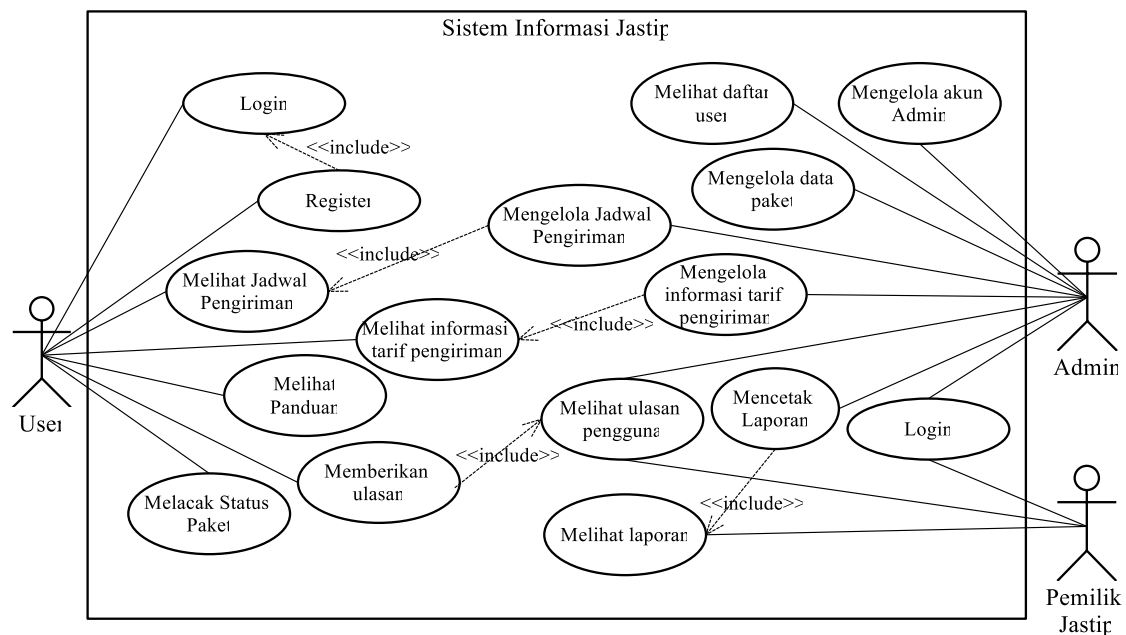 Sistem Informasi Jastip
Login
<<include>>
Register
Melihat Jadwal
Pengiriman
Melihat informasi
tarif pengiriman
Melihat
Panduan
Memberikan
ulasan
Melacak Status
Paket
User
Melihat daftar
user
Mengelola akun
Admin
Mengelola data
paket
Mengelola Jadwal
Pengiriman
<<include>>
Mengelola
informasi tarif
pengiriman
<<include>>
Melihat ulasan
pengguna
<<include>>
Mencetak
Laporan
Login
<<include>>
Melihat laporan
Admin
Pemilik
Jastip